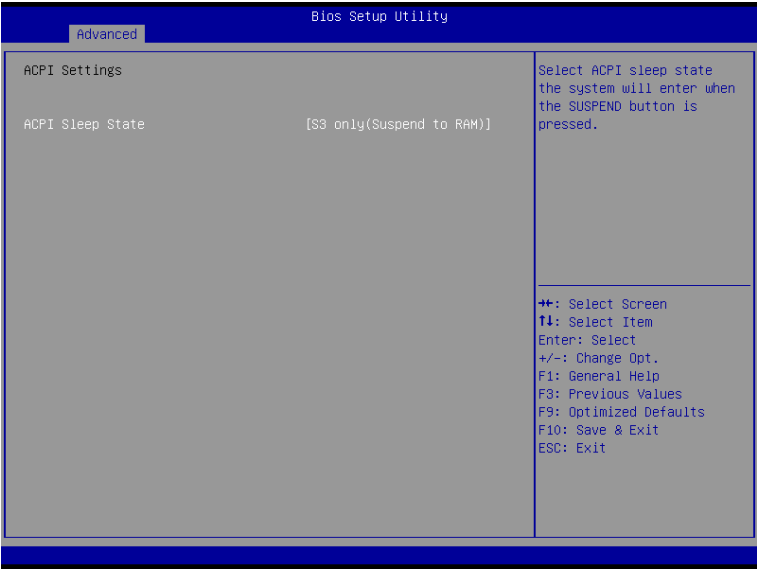 Bios Setup Utility
Advanced
ACPI Settings
ACPI Sleep State [S3 only(Suspend to RAM)]
Select ACPI sleep state
the system will enter when
the SUSPEND button is
pressed.
→←: Select Screen
↑↓: Select Item
Enter: Select
+/-: Change Opt.
F1: General Help
F3: Previous Values
F9: Optimized Defaults
F10: Save & Exit
ESC: Exit